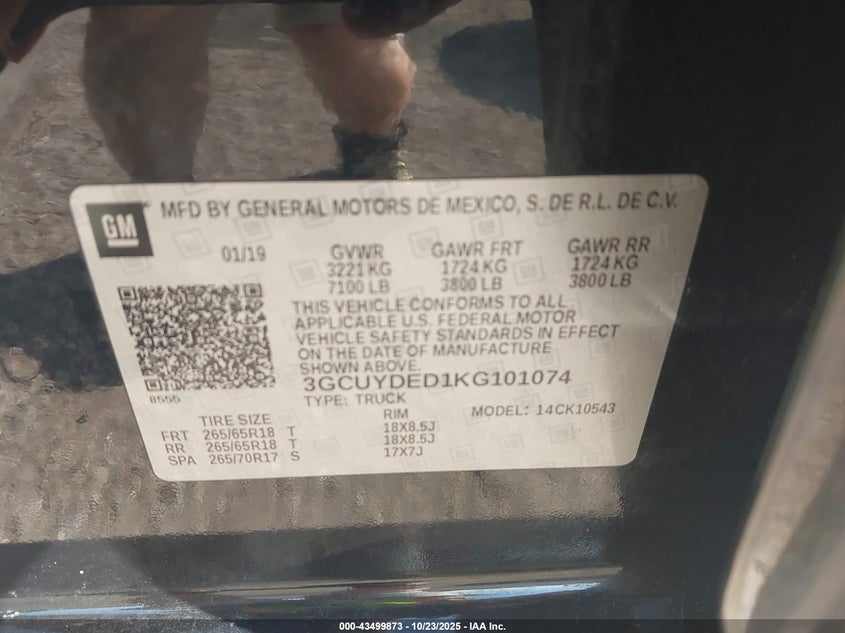 GM
MFD BY GENERAL MOTORS DE MEXICO, S. DE R.L. DE C.V.
01/19 GVWR GAWR FRT GAWR RR
3221 KG 1724 KG 1724 KG
7100 LB 3800 LB 3800 LB
THIS VEHICLE CONFORMS TO ALL
APPLICABLE U.S. FEDERAL MOTOR
VEHICLE SAFETY STANDARDS IN EFFECT
ON THE DATE OF MANUFACTURE
SHOWN ABOVE.
3GCUYDED1KG101074
8555
TYPE: TRUCK MODEL: 14CK10543
TIRE SIZE RIM
FRT 265/65R18 T 18X8.5J
RR 265/65R18 T 18X8.5J
SPA 265/70R17 S 17X7J
000-43499873 - 10/23/2025 - IAA Inc.